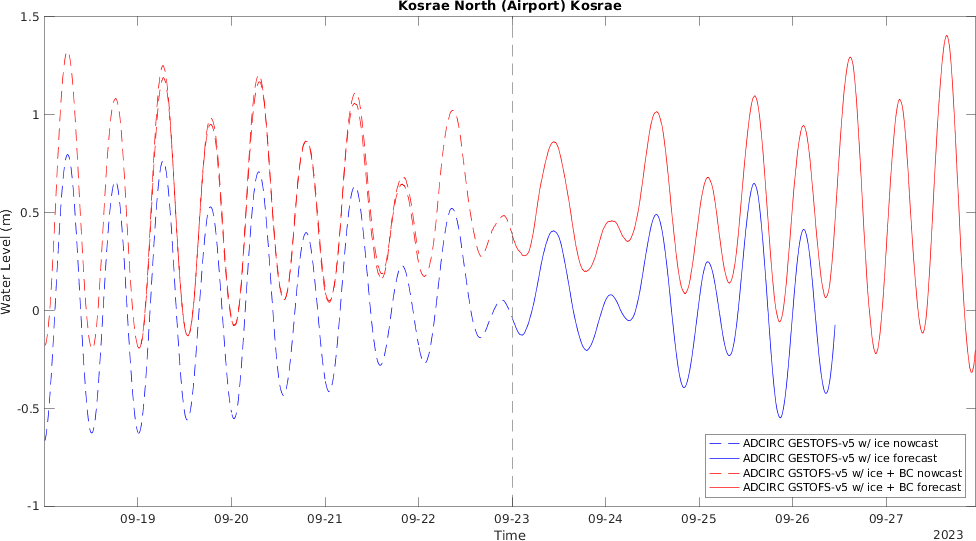 Kosrae North (Airport) Kosrae
1.5
1
0.5
0
-0.5
-1
Water Level (m)
09-19 09-20 09-21 09-22 09-23 09-24 09-25 09-26 09-27
Time
2023
ADCIRC GESTOFS-v5 w/ ice nowcast
ADCIRC GESTOFS-v5 w/ ice forecast
ADCIRC GSTOFS-v5 w/ ice + BC nowcast
ADCIRC GSTOFS-v5 w/ ice + BC forecast